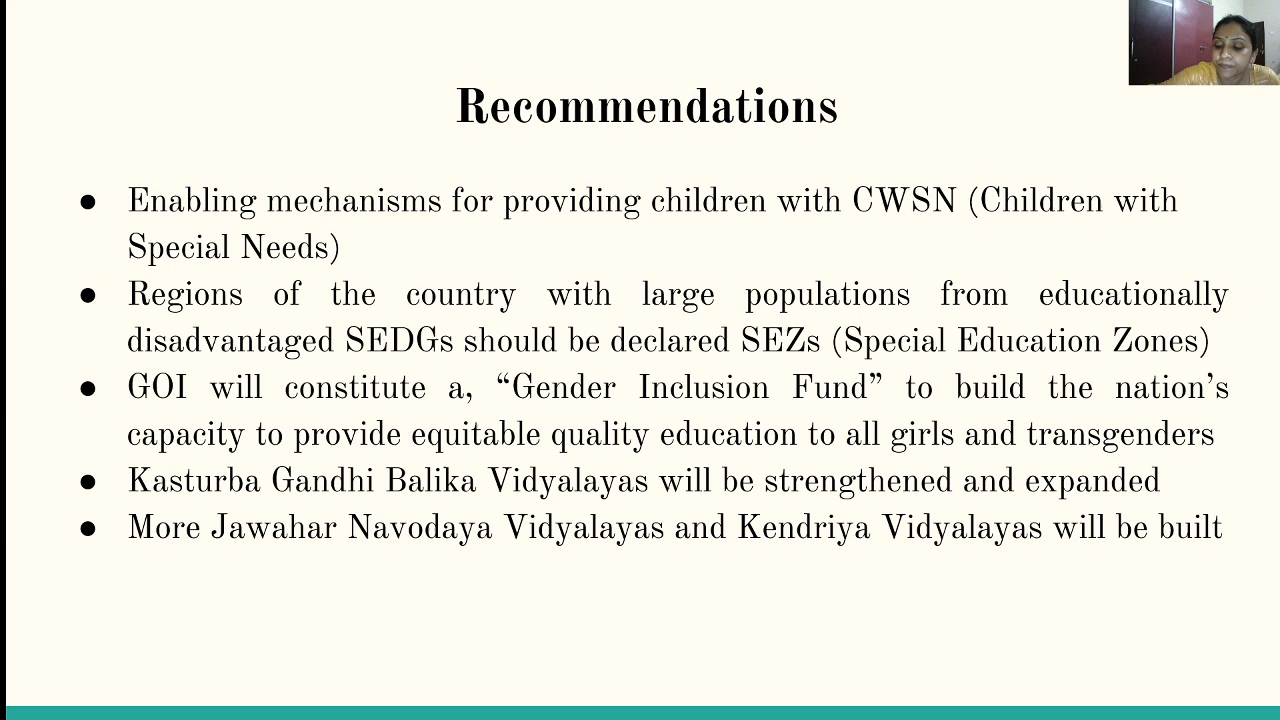 Recommendations
● Enabling mechanisms for providing children with CWSN (Children with
Special Needs)
● Regions of the country with large populations from educationally
disadvantaged SEDGs should be declared SEZs (Special Education Zones)
● GOI will constitute a, “Gender Inclusion Fund” to build the nation’s
capacity to provide equitable quality education to all girls and transgenders
● Kasturba Gandhi Balika Vidyalayas will be strengthened and expanded
● More Jawahar Navodaya Vidyalayas and Kendriya Vidyalayas will be built